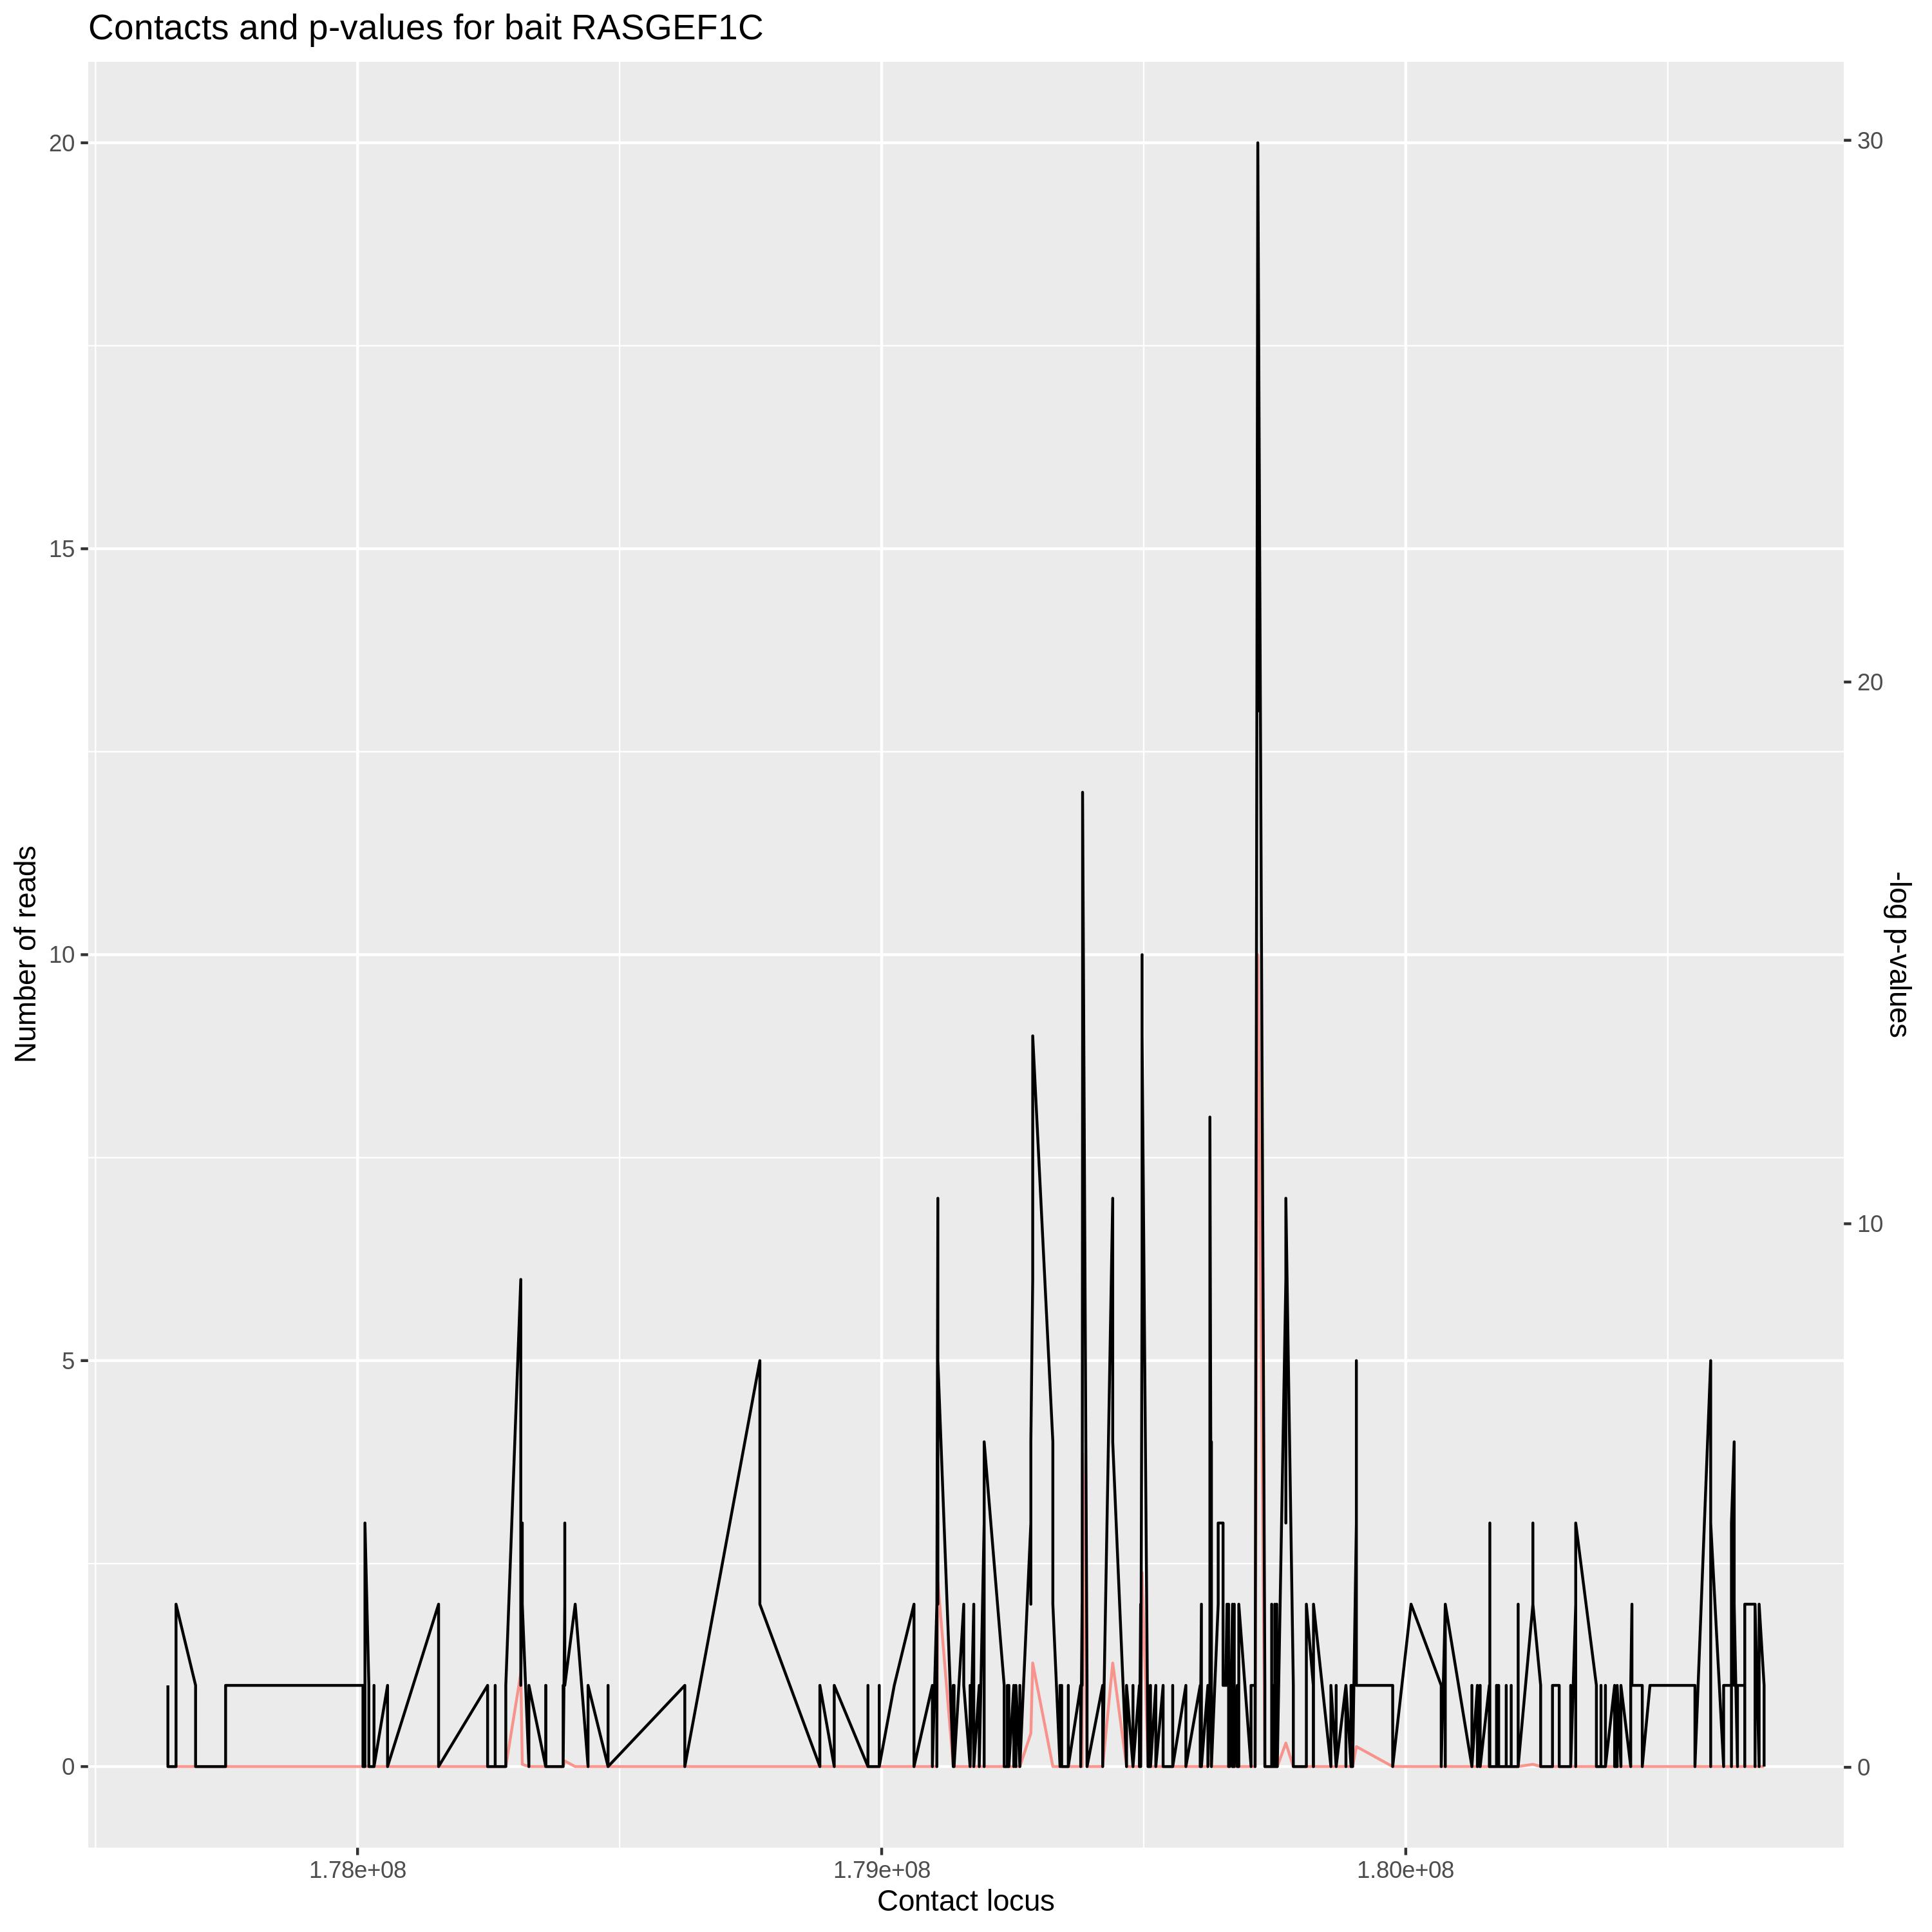 Contacts and p-values for bait RASGEF1C
20
15
10
5
0
30
20
10
0
Number of reads
-log p-values
1.78e+08
1.79e+08
1.80e+08
Contact locus